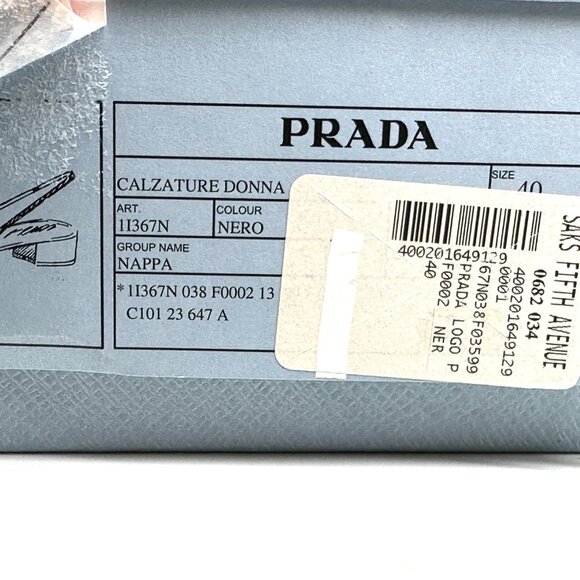 PRADA
CALZATURE DONNA
SIZE
40
ART.
1I367N
COLOUR
NERO
GROUP NAME
NAPPA
* 1I367N 038 F0002 13
C101 23 647 A
SAKS FIFTH AVENUE
0682 034
400201649129
0001
400201649129
67N038F03599
PRADA LOGO P
F0002 NER
40